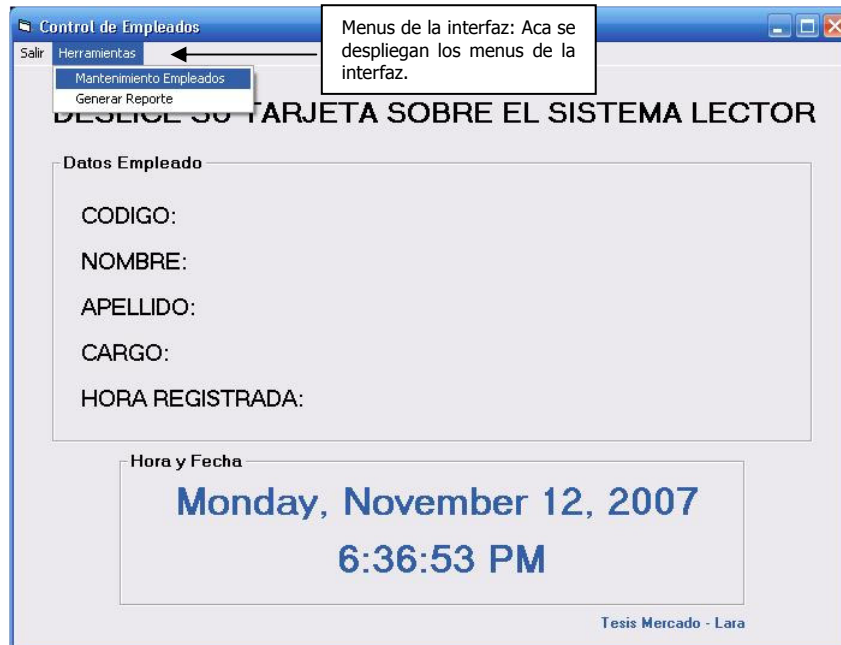 Control de Empleados
Menus de la interfaz: Aca se
despliegan los menus de la
interfaz.
Salir Herramientas
Mantenimiento Empleados
Generar Reporte
DESLICE SU TARJETA SOBRE EL SISTEMA LECTOR
Datos Empleado
CODIGO:
NOMBRE:
APELLIDO:
CARGO:
HORA REGISTRADA:
Hora y Fecha
Monday, November 12, 2007
6:36:53 PM
Tesis Mercado - Lara